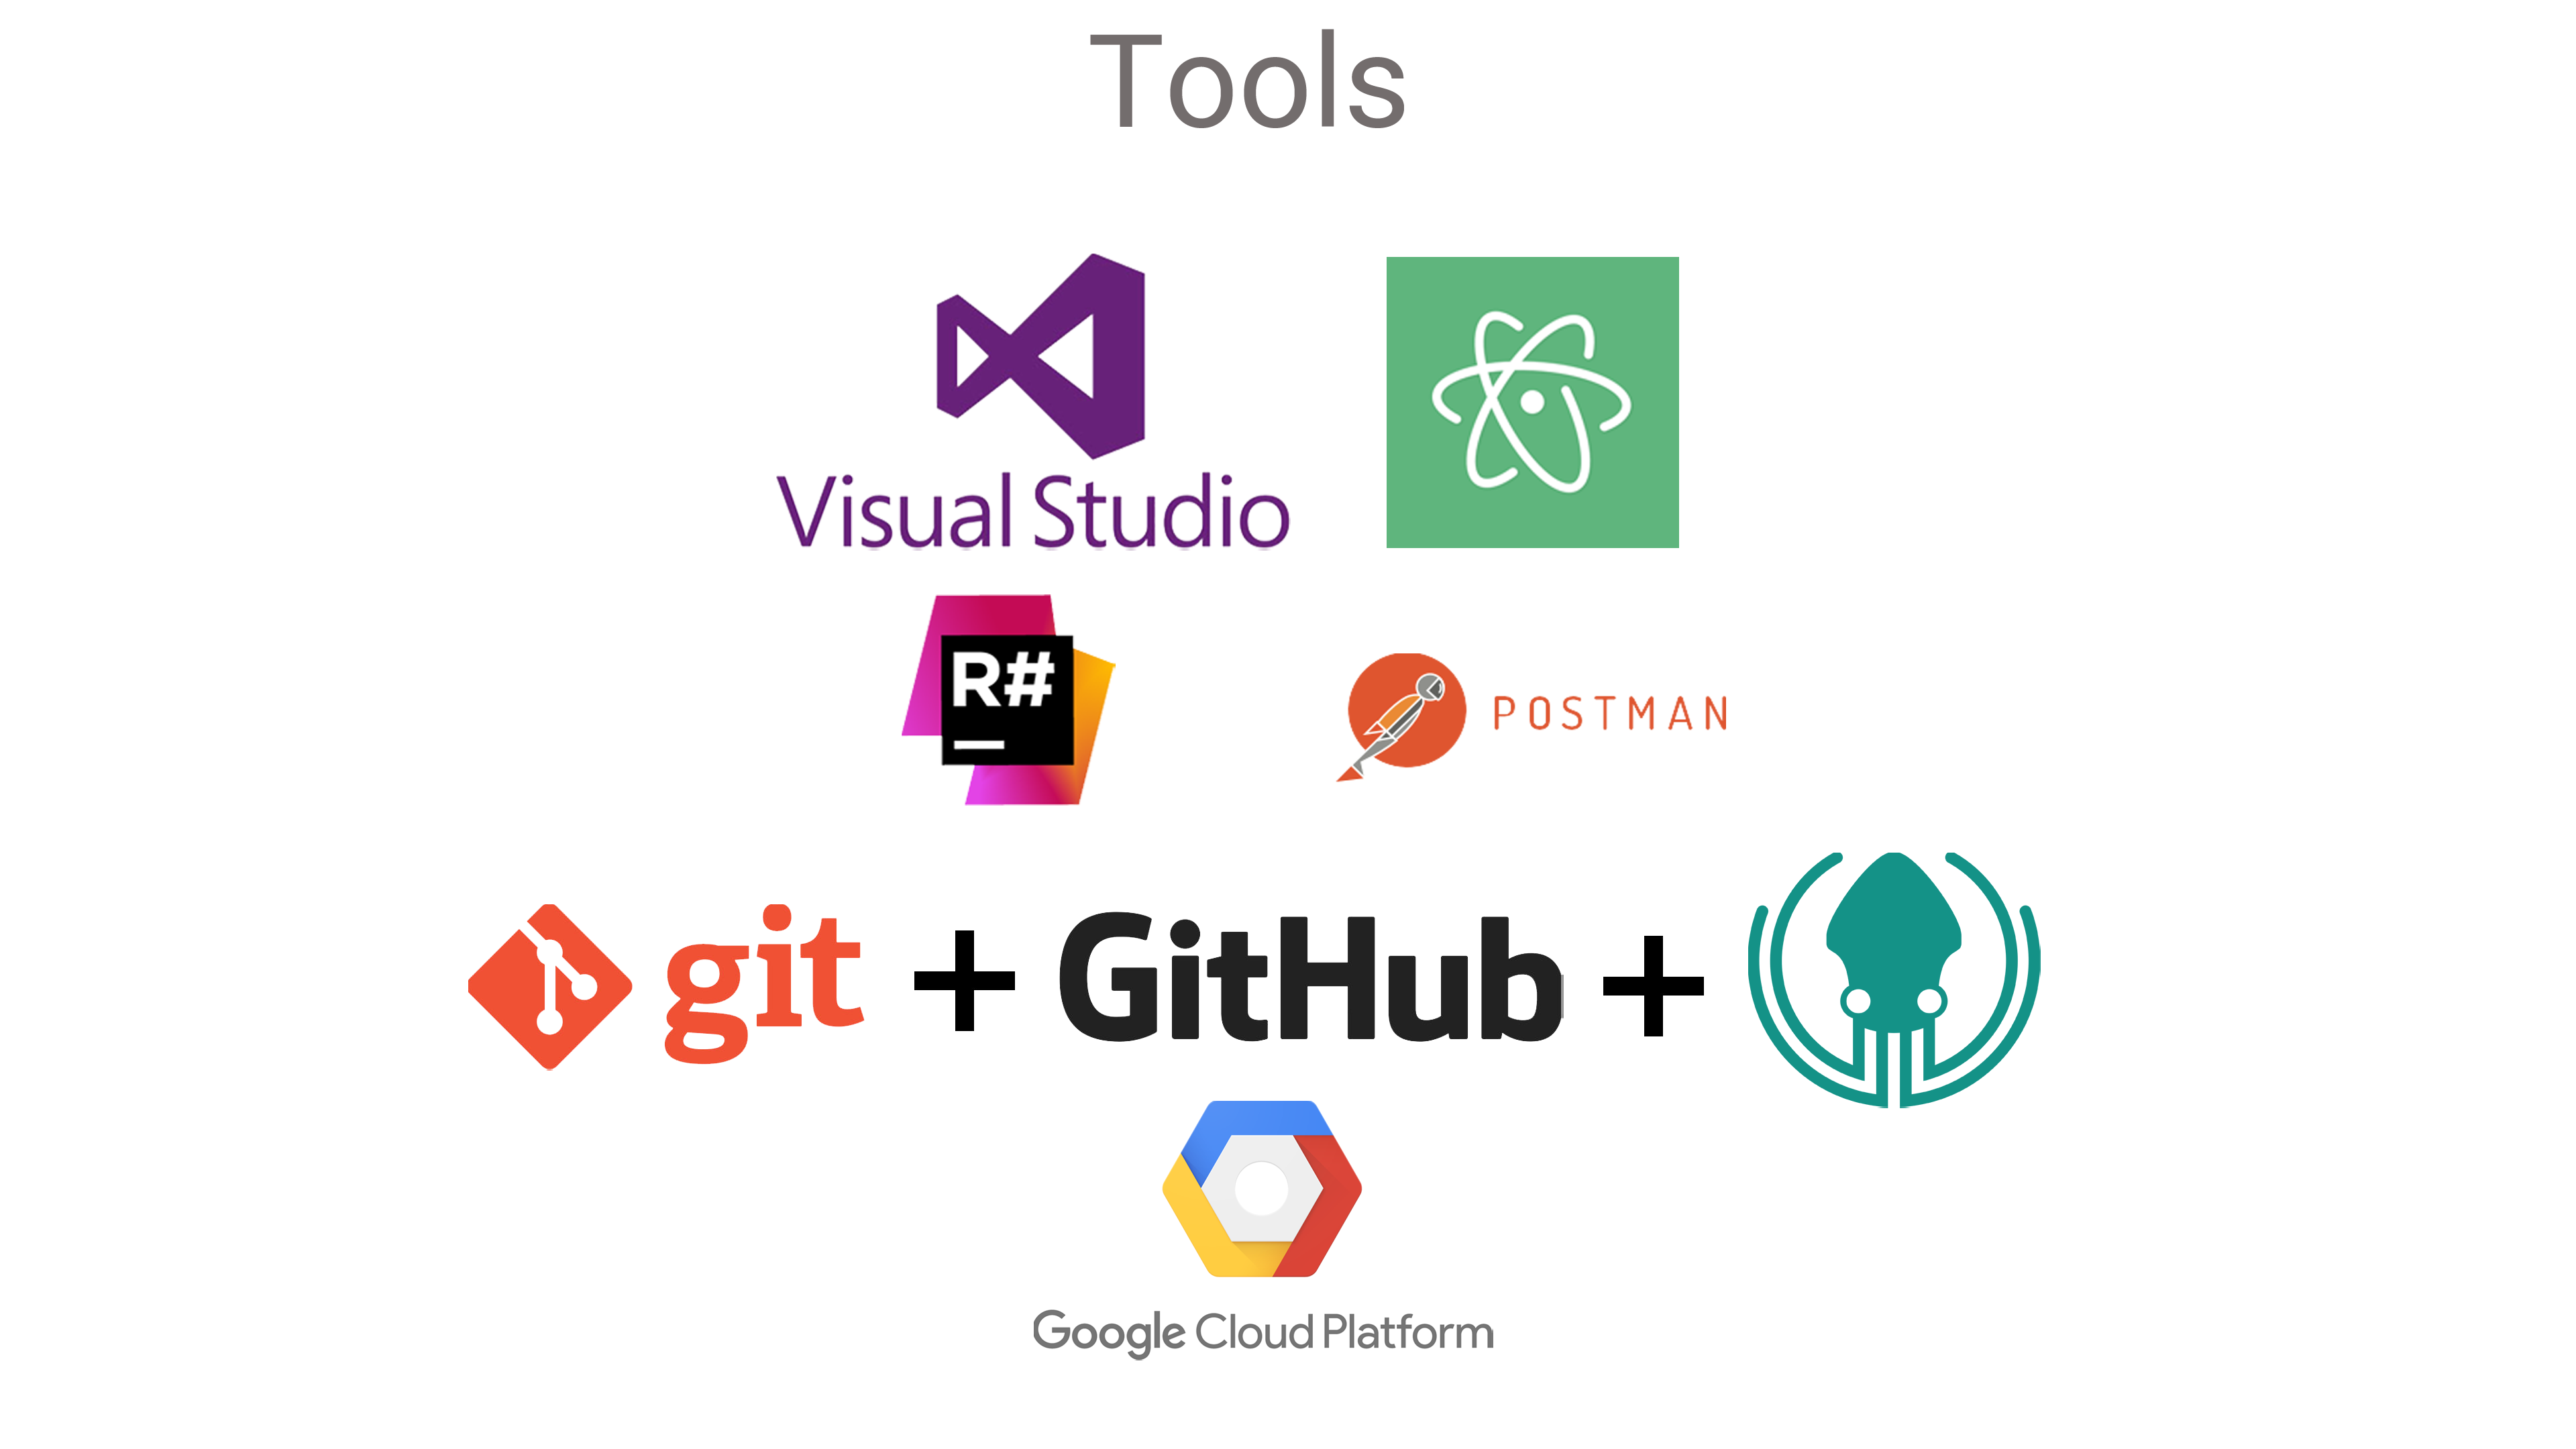 Tools
Visual Studio
R#
POSTMAN
git + GitHub +
Google Cloud Platform